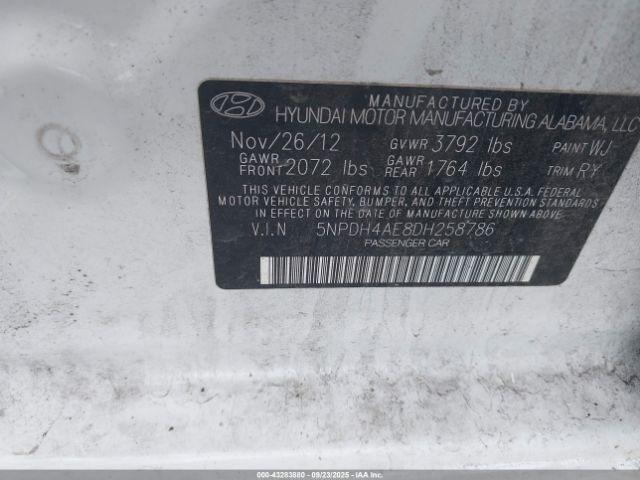 MANUFACTURED BY
HYUNDAI MOTOR MANUFACTURING ALABAMA, LLC
Nov/26/12 GVWR 3792 lbs PAINT WJ
GAWR FRONT 2072 lbs GAWR REAR 1764 lbs TRIM RY
THIS VEHICLE CONFORMS TO ALL APPLICABLE U.S.A. FEDERAL
MOTOR VEHICLE SAFETY, BUMPER, AND THEFT PREVENTION
STANDARDS IN EFFECT ON THE DATE OF
MANUFACTURE SHOWN ABOVE.
V.I.N 5NPDH4AE8DH258786
PASSENGER CAR
000-43283880 - 09/23/2025 - IAAI.COM